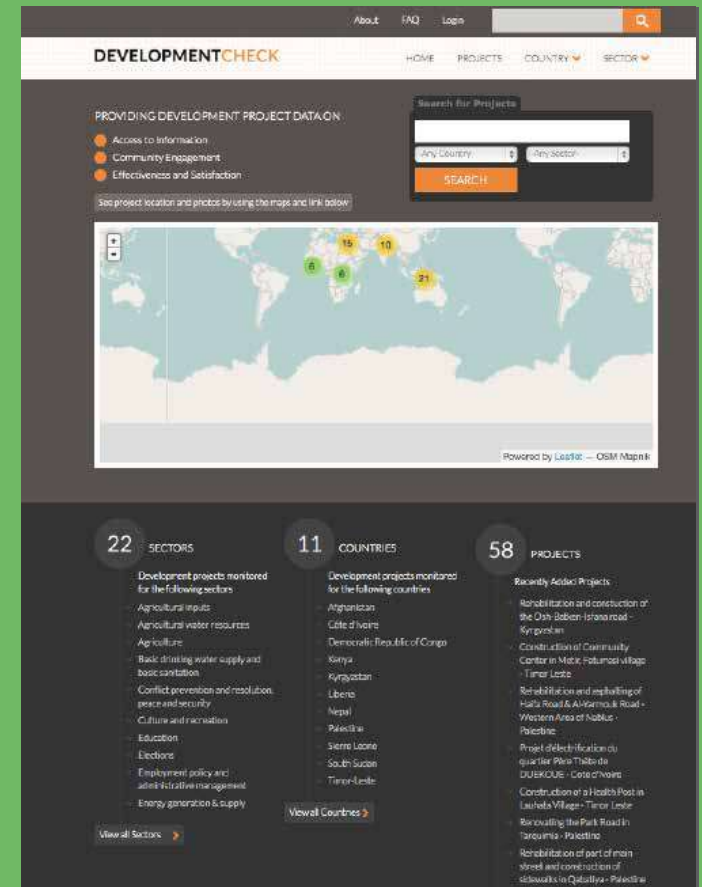 About FAQ Login
DEVELOPMENTCHECK
HOME PROJECTS COUNTRY SECTOR
PROVIDING DEVELOPMENT PROJECT DATA ON
Access to Information
Community Engagement
Effectiveness and Satisfaction
See project location and photos by using the maps and link below
Search for Projects
-Any Country- -Any Sector-
SEARCH
+
-
15 10
6 6
21
Powered by Leaflet — OSM Mapnik
22 SECTORS
Development projects monitored
for the following sectors
Agricultural inputs
Agricultural water resources
Agriculture
Basic drinking water supply and
basic sanitation
Conflict prevention and resolution,
peace and security
Culture and recreation
Education
Elections
Employment policy and
administrative management
Energy generation & supply
View all Sectors
11 COUNTRIES
Development projects monitored
for the following countries
Afghanistan
Côte d'Ivoire
Democratic Republic of Congo
Kenya
Kyrgyzstan
Liberia
Nepal
Palestine
Sierra Leone
South Sudan
Timor-Leste
View all Countries
58 PROJECTS
Recently Added Projects
Rehabilitation and constuction of
the Osh-Batken-Isfana road -
Kyrgyzstan
Construction of Community
Center in Metir, Fatumasi village
- Timor Leste
Rehabilitation and asphalting of
Haifa Road & Al-Yarmouk Road -
Western Area of Nablus -
Palestine
Projet d'électrification du
quartier Père Thête de
DUEKOUE - Cote d'Ivoire
Construction of a Health Post in
Lauhata Village - Timor Leste
Renovating the Park Road in
Tarqumia - Palestine
Rehabilitation of part of main
street and construction of
sidewalks in Qabatiya - Palestine